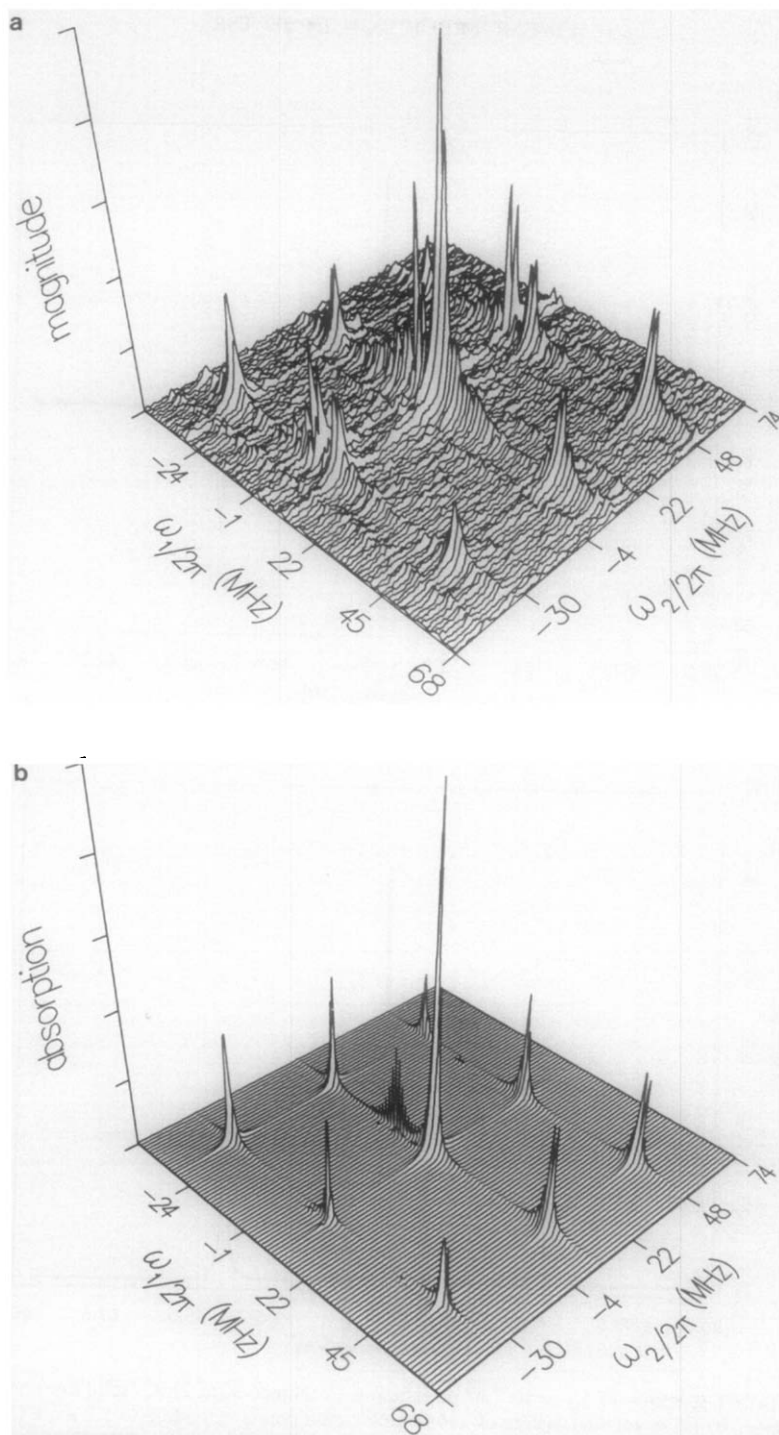 a
magnitude
-24
-1
22
45
68
ω₁/2π (MHz)
-30
-4
22
48
74
ω₂/2π (MHz)
b
absorption
-24
-1
22
45
68
ω₁/2π (MHz)
-30
-4
22
48
74
ω₂/2π (MHz)